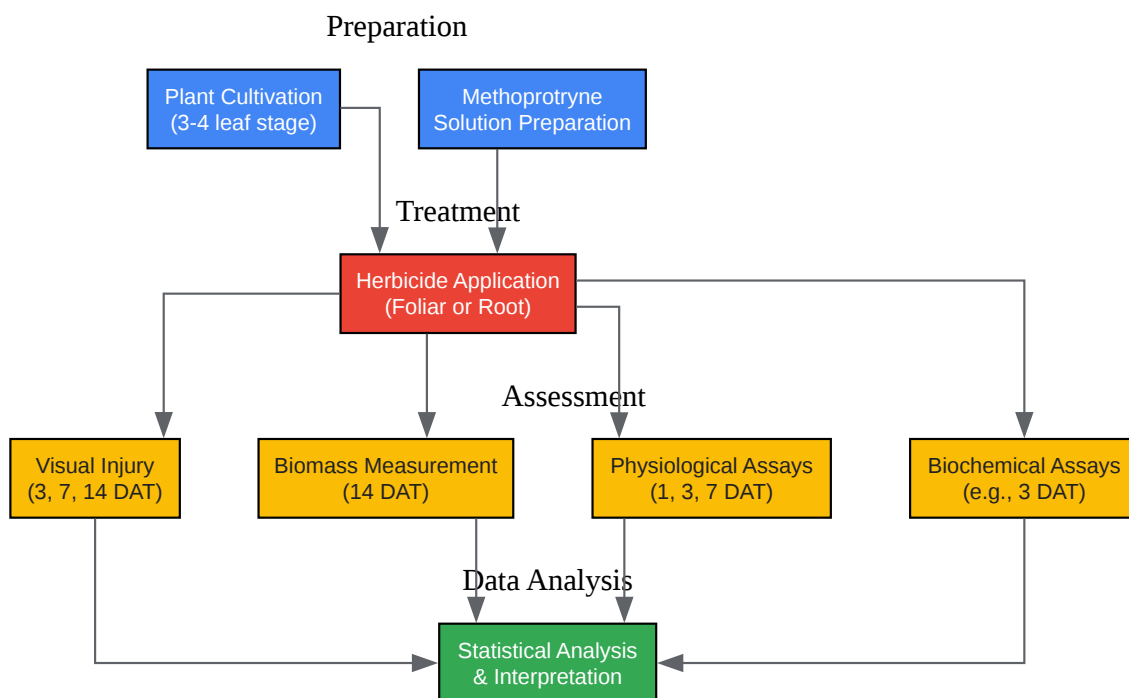 Preparation
Plant Cultivation
(3-4 leaf stage)
Methoprotryne
Solution Preparation
Treatment
Herbicide Application
(Foliar or Root)
Assessment
Visual Injury
(3, 7, 14 DAT)
Biomass Measurement
(14 DAT)
Physiological Assays
(1, 3, 7 DAT)
Biochemical Assays
(e.g., 3 DAT)
Data Analysis
Statistical Analysis
& Interpretation